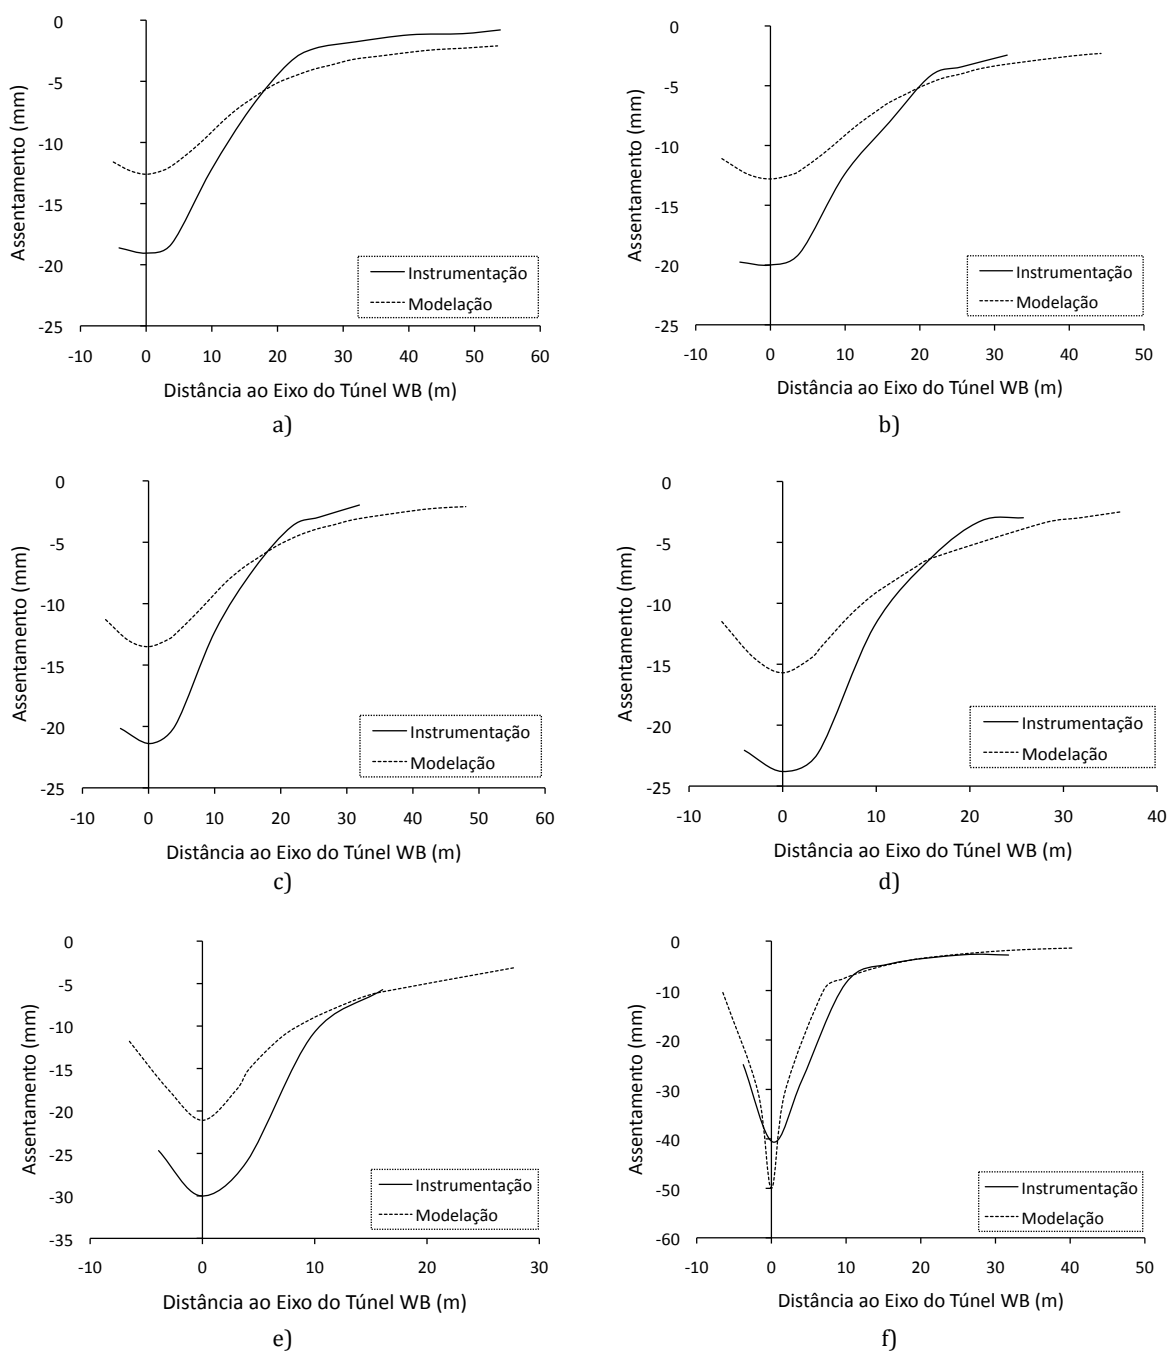 0
-5
-10
-15
-20
-25
Assentamento (mm)
-10 0 10 20 30 40 50 60
Distância ao Eixo do Túnel WB (m)
Instrumentação
Modelação
a)
0
-5
-10
-15
-20
-25
Assentamento (mm)
-10 0 10 20 30 40 50
Distância ao Eixo do Túnel WB (m)
Instrumentação
Modelação
b)
0
-5
-10
-15
-20
-25
Assentamento (mm)
-10 0 10 20 30 40 50 60
Distância ao Eixo do Túnel WB (m)
Instrumentação
Modelação
c)
0
-5
-10
-15
-20
-25
Assentamento (mm)
-10 0 10 20 30 40
Distância ao Eixo do Túnel WB (m)
Instrumentação
Modelação
d)
0
-5
-10
-15
-20
-25
-30
-35
Assentamento (mm)
-10 0 10 20 30
Distância ao Eixo do Túnel WB (m)
Instrumentação
Modelação
e)
0
-10
-20
-30
-40
-50
-60
Assentamento (mm)
-10 0 10 20 30 40 50
Distância ao Eixo do Túnel WB (m)
Instrumentação
Modelação
f)